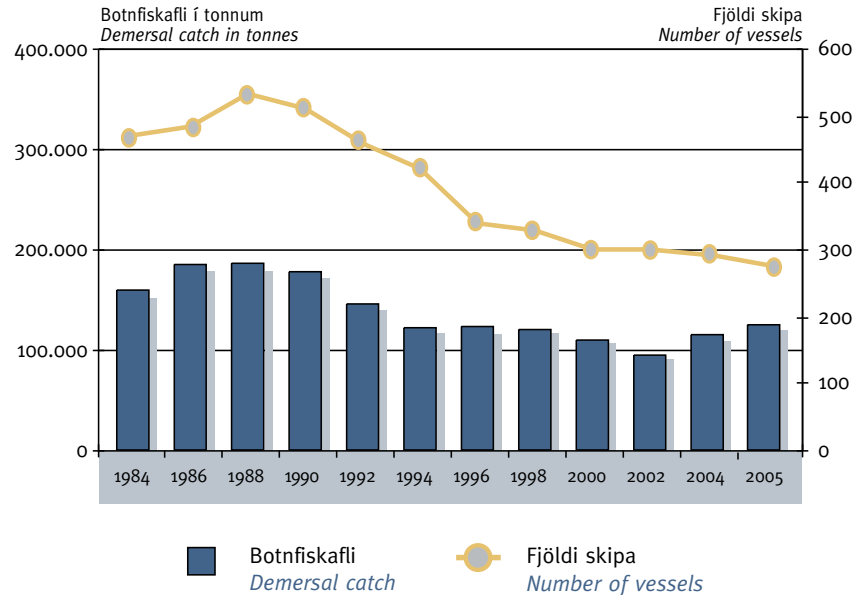 Botnfiskafli í tonnum
Demersal catch in tonnes
Fjöldi skipa
Number of vessels
400.000
300.000
200.000
100.000
0
600
500
400
300
200
100
0
1984 1986 1988 1990 1992 1994 1996 1998 2000 2002 2004 2005
Botnfiskafli
Demersal catch
Fjöldi skipa
Number of vessels